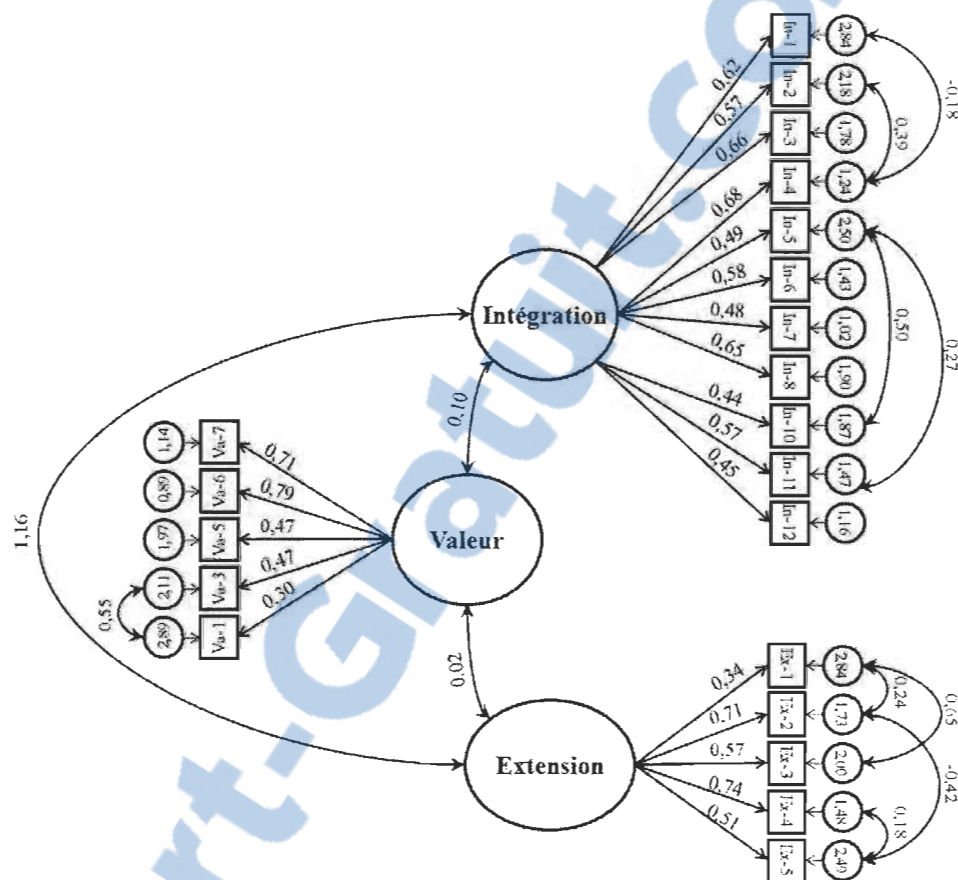 -0,18
0,39
0,50
0,27
2,84
2,18
1,78
1,24
2,50
1,43
1,02
1,90
1,87
1,47
1,16
In-1
In-2
In-3
In-4
In-5
In-6
In-7
In-8
In-10
In-11
In-12
0,62
0,57
0,66
0,68
0,49
0,58
0,48
0,65
0,44
0,57
0,45
Intégration
0,10
1,16
1,14
0,89
1,97
2,11
2,89
0,55
Va-7
Va-6
Va-5
Va-3
Va-1
0,71
0,79
0,47
0,47
0,30
Valeur
0,02
Extension
0,34
0,71
0,57
0,74
0,51
Ex-1
Ex-2
Ex-3
Ex-4
Ex-5
2,84
1,73
2,00
1,48
2,49
0,24
0,65
-0,42
0,18
rt-Gratuit.co